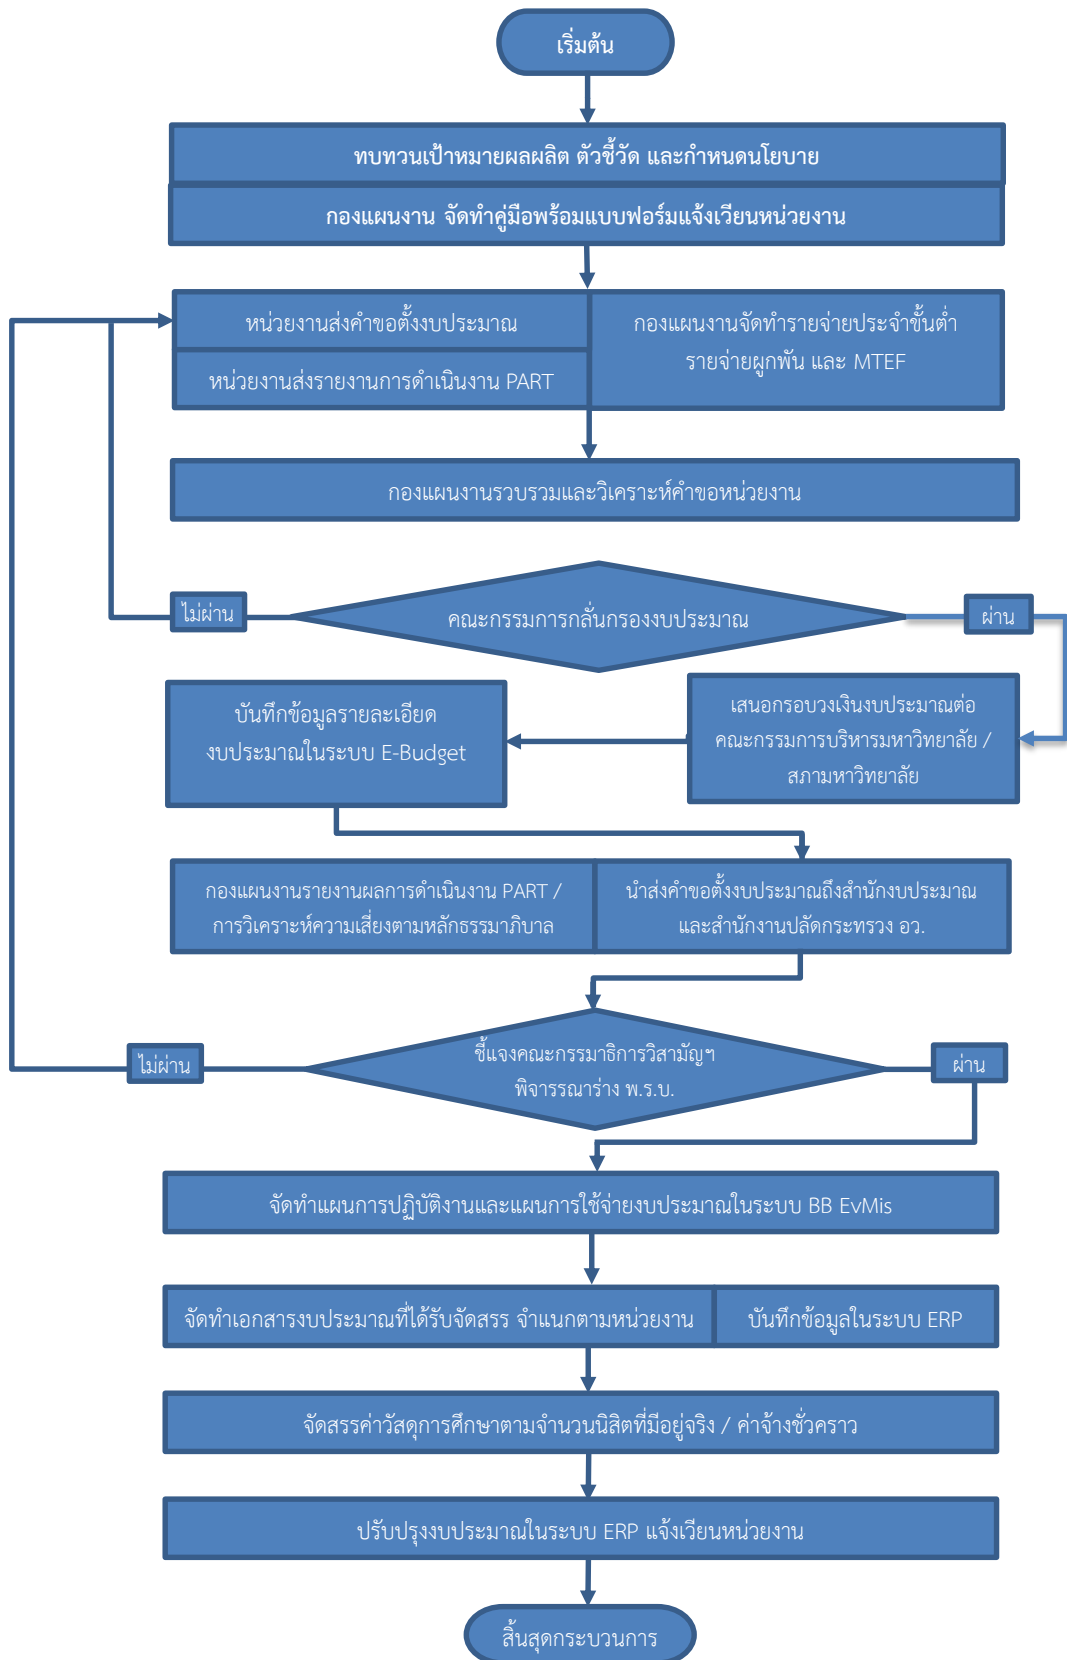 เริ่มต้น
ทบทวนเป้าหมายผลผลิต ตัวชี้วัด และกำหนดนโยบาย
กองแผนงาน จัดทำคู่มือพร้อมแบบฟอร์มแจ้งเวียนหน่วยงาน
หน่วยงานส่งคำขอตั้งงบประมาณ
หน่วยงานส่งรายงานการดำเนินงาน PART
กองแผนงานจัดทำรายจ่ายประจำขั้นต่ำ
รายจ่ายผูกพัน และ MTEF
กองแผนงานรวบรวมและวิเคราะห์คำขอหน่วยงาน
ไม่ผ่าน
คณะกรรมการกลั่นกรองงบประมาณ
ผ่าน
บันทึกข้อมูลรายละเอียด
งบประมาณในระบบ E-Budget
เสนอกรอบวงเงินงบประมาณต่อ
คณะกรรมการบริหารมหาวิทยาลัย /
สภามหาวิทยาลัย
กองแผนงานรายงานผลการดำเนินงาน PART /
การวิเคราะห์ความเสี่ยงตามหลักธรรมาภิบาล
นำส่งคำขอตั้งงบประมาณถึงสำนักงบประมาณ
และสำนักงานปลัดกระทรวง อว.
ไม่ผ่าน
ชี้แจงคณะกรรมาธิการวิสามัญฯ
พิจารรณาร่าง พ.ร.บ.
ผ่าน
จัดทำแผนการปฏิบัติงานและแผนการใช้จ่ายงบประมาณในระบบ BB EvMis
จัดทำเอกสารงบประมาณที่ได้รับจัดสรร จำแนกตามหน่วยงาน
บันทึกข้อมูลในระบบ ERP
จัดสรรค่าวัสดุการศึกษาตามจำนวนนิสิตที่มีอยู่จริง / ค่าจ้างชั่วคราว
ปรับปรุงงบประมาณในระบบ ERP แจ้งเวียนหน่วยงาน
สิ้นสุดกระบวนการ